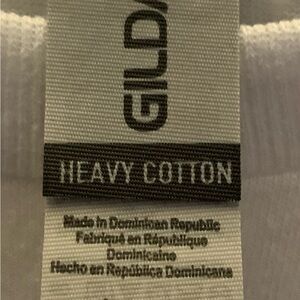 GILDA
HEAVY COTTON
Made in Dominican Republic
Fabriqué en République
Dominicaine
Hecho en República Dominicana